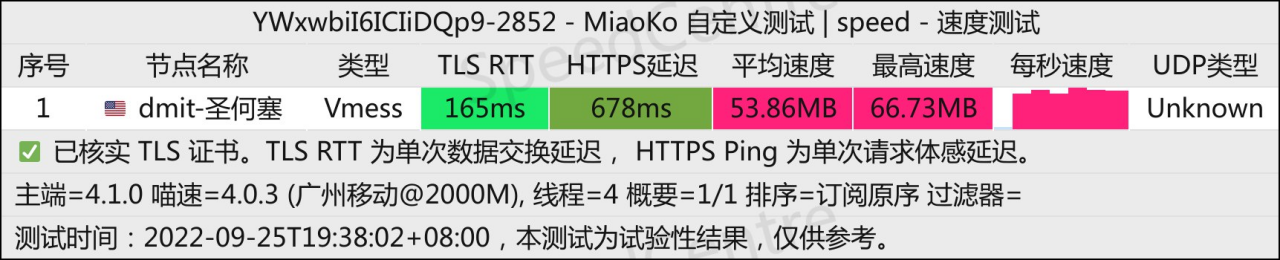 YWxwbiI6ICIiDQp9-2852 - MiaoKo 自定义测试 | speed - 速度测试
序号 节点名称 类型 TLS RTT HTTPS延迟 平均速度 最高速度 每秒速度 UDP类型
1 🇺🇸 dmit-圣何塞 Vmess 165ms 678ms 53.86MB 66.73MB Unknown
✅ 已核实 TLS 证书。TLS RTT 为单次数据交换延迟， HTTPS Ping 为单次请求体感延迟。
主端=4.1.0 喵速=4.0.3 (广州移动@2000M), 线程=4 概要=1/1 排序=订阅原序 过滤器=
测试时间：2022-09-25T19:38:02+08:00，本测试为试验性结果，仅供参考。